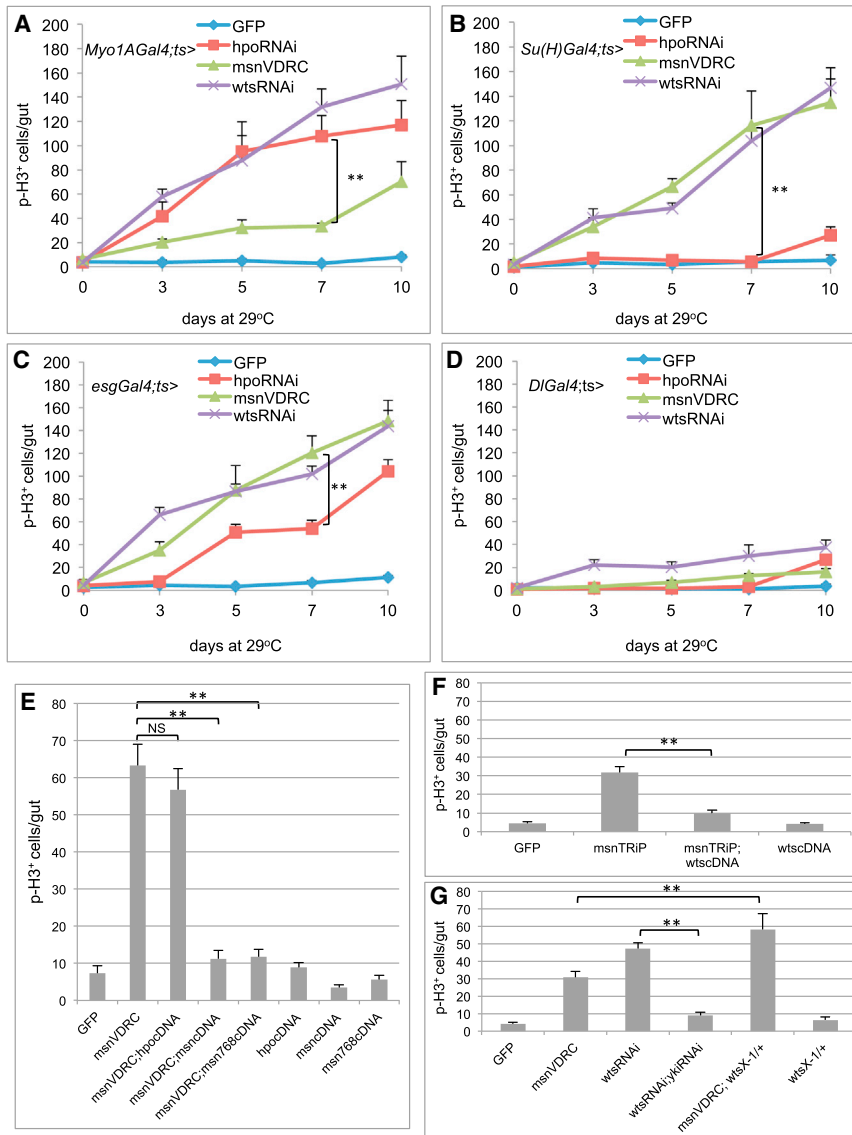 A
Myo1AGal4;ts>
GFP
hpoRNAi
msnVDRC
wtsRNAi
p-H3⁺ cells/gut
200
180
160
140
120
100
80
60
40
20
0
**
0 3 5 7 10
days at 29ºC
B
Su(H)Gal4;ts>
GFP
hpoRNAi
msnVDRC
wtsRNAi
p-H3⁺ cells/gut
200
180
160
140
120
100
80
60
40
20
0
**
0 3 5 7 10
days at 29ºC
C
esgGal4;ts>
GFP
hpoRNAi
msnVDRC
wtsRNAi
p-H3⁺ cells/gut
200
180
160
140
120
100
80
60
40
20
0
**
0 3 5 7 10
days at 29ºC
D
DlGal4;ts>
GFP
hpoRNAi
msnVDRC
wtsRNAi
p-H3⁺ cells/gut
200
180
160
140
120
100
80
60
40
20
0
0 3 5 7 10
days at 29ºC
E
p-H3⁺ cells/gut
80
70
60
50
40
30
20
10
0
**
**
NS
GFP
msnVDRC
msnVDRC;hpocDNA
msnVDRC;msncDNA
msnVDRC;msn768cDNA
hpocDNA
msncDNA
msn768cDNA
F
p-H3⁺ cells/gut
80
70
60
50
40
30
20
10
0
**
GFP
msnTRiP
msnTRiP;
wtscDNA
wtscDNA
G
p-H3⁺ cells/gut
80
70
60
50
40
30
20
10
0
**
**
GFP
msnVDRC
wtsRNAi
wtsRNAi;ykiRNAi
msnVDRC; wtsX-1/+
wtsX-1/+